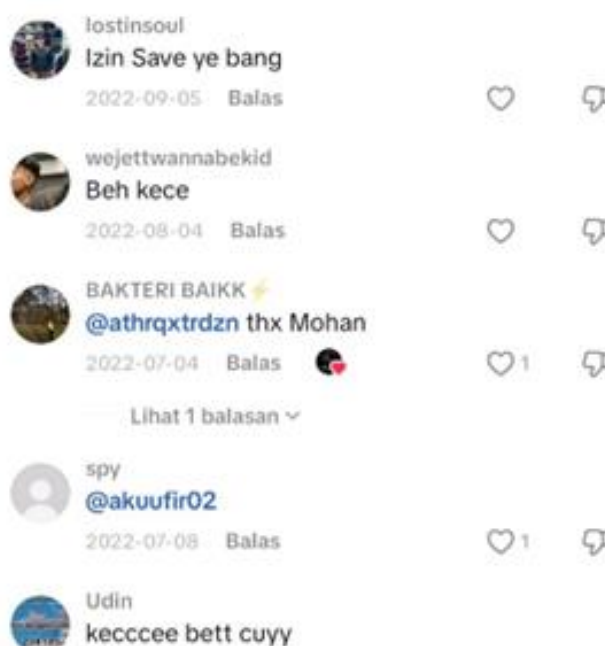 lostinsoul
Izin Save ye bang
2022-09-05 Balas
wejettwannabekid
Beh kece
2022-08-04 Balas
BAKTERI BAIKK⚡
@athrqxtrdzn thx Mohan
2022-07-04 Balas 1
Lihat 1 balasan
spy
@akuufir02
2022-07-08 Balas 1
Udin
kecccee bett cuyy